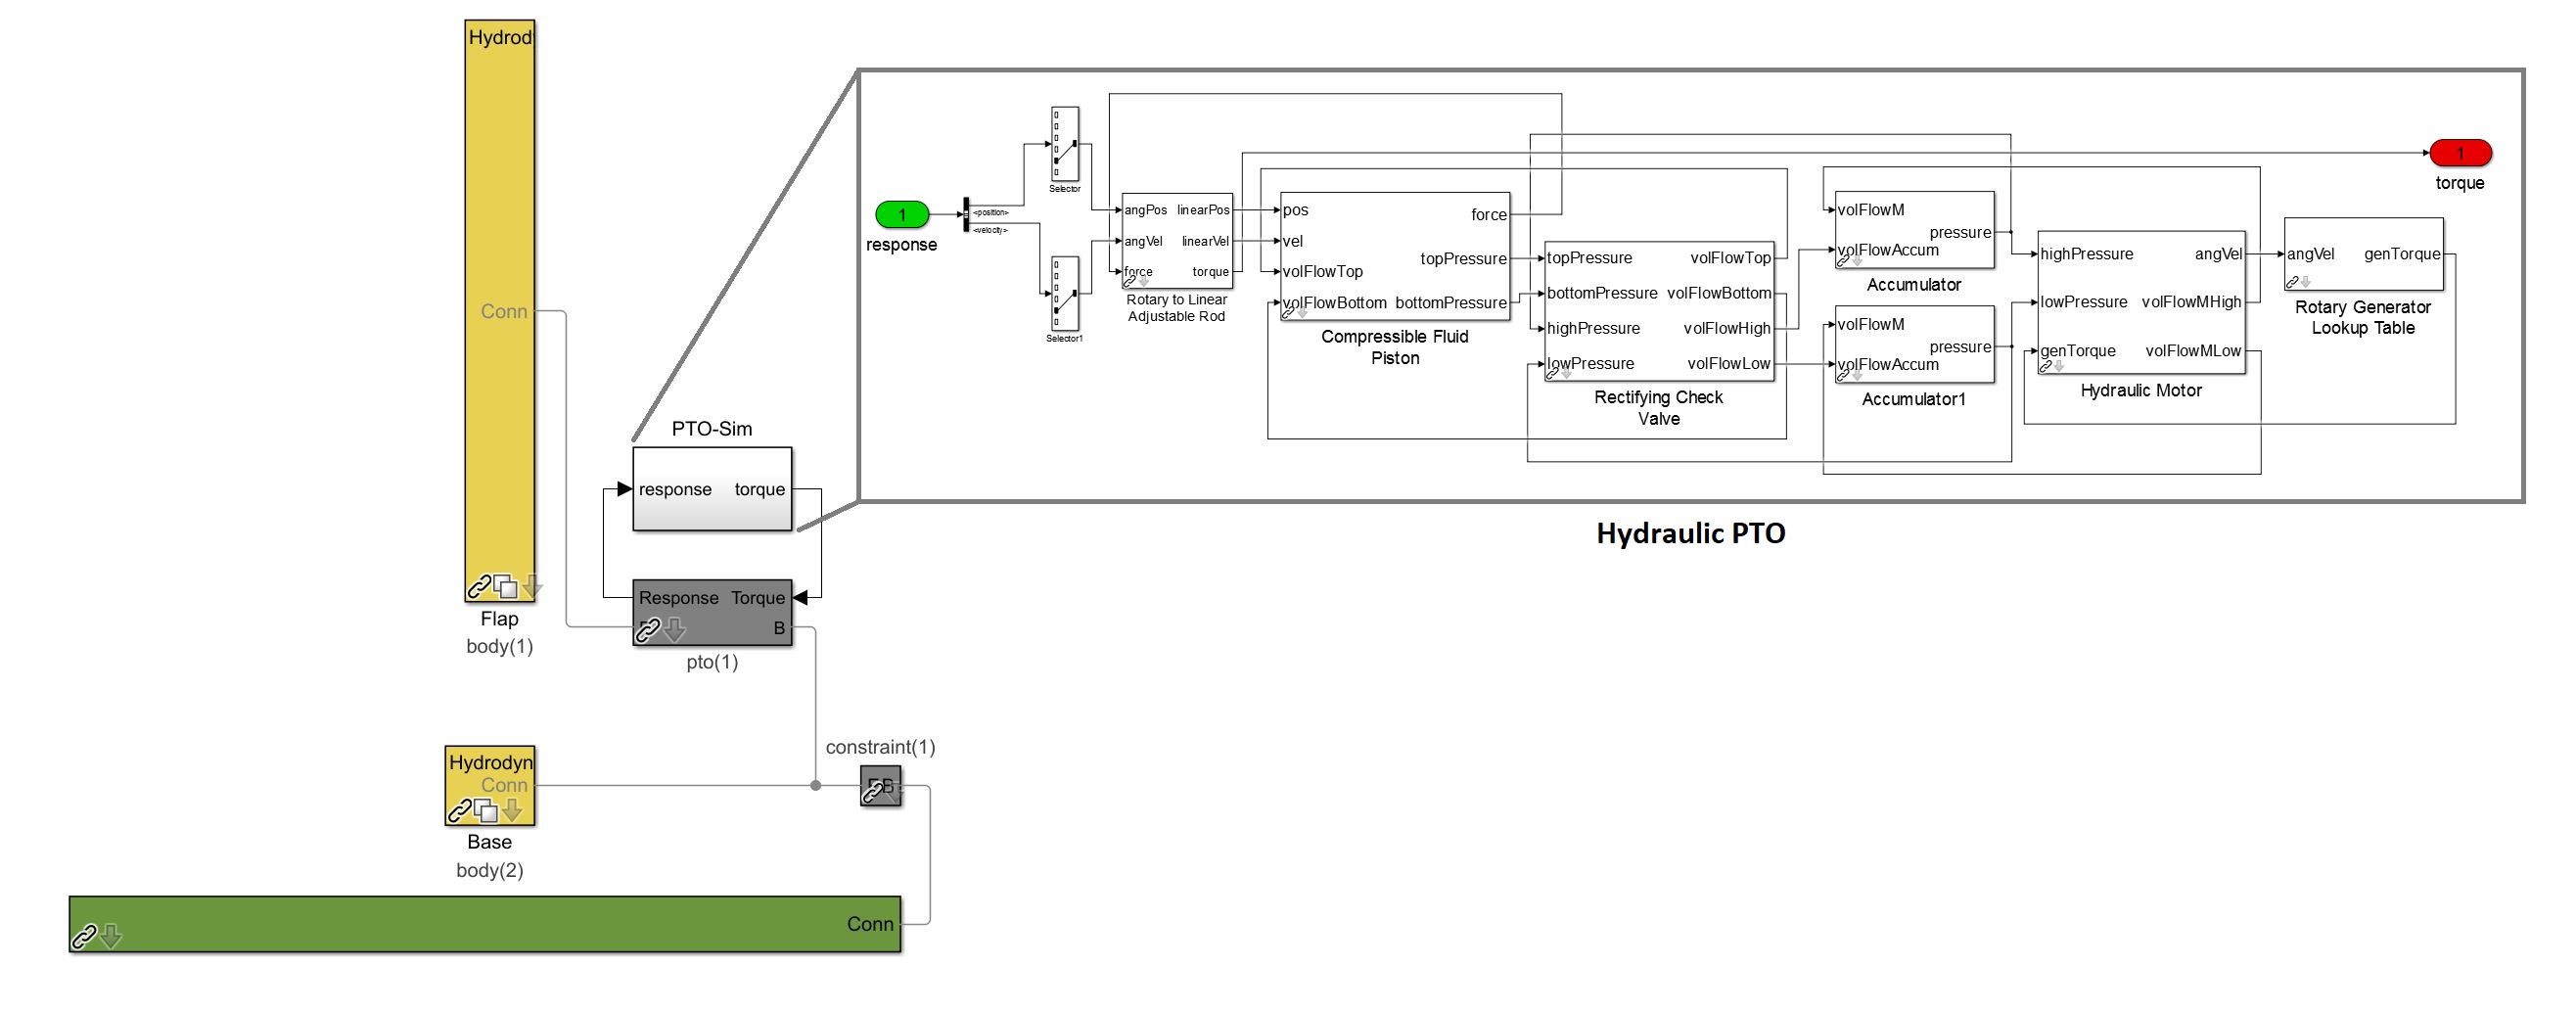 Hydrod
Conn
Flap
body(1)
PTO-Sim
response torque
Response Torque
B
pto(1)
constraint(1)
B
Hydrodyn
Conn
Base
body(2)
Conn
1
response
<position>
<velocity>
Selector
Selector1
angPos linearPos
angVel linearVel
force torque
Rotary to Linear
Adjustable Rod
pos force
vel
topPressure
volFlowTop
volFlowBottom bottomPressure
Compressible Fluid
Piston
topPressure volFlowTop
bottomPressure volFlowBottom
highPressure volFlowHigh
lowPressure volFlowLow
Rectifying Check
Valve
volFlowM
pressure
volFlowAccum
Accumulator
volFlowM
pressure
volFlowAccum
Accumulator1
highPressure angVel
lowPressure volFlowMHigh
genTorque volFlowMLow
Hydraulic Motor
angVel genTorque
Rotary Generator
Lookup Table
1
torque
Hydraulic PTO